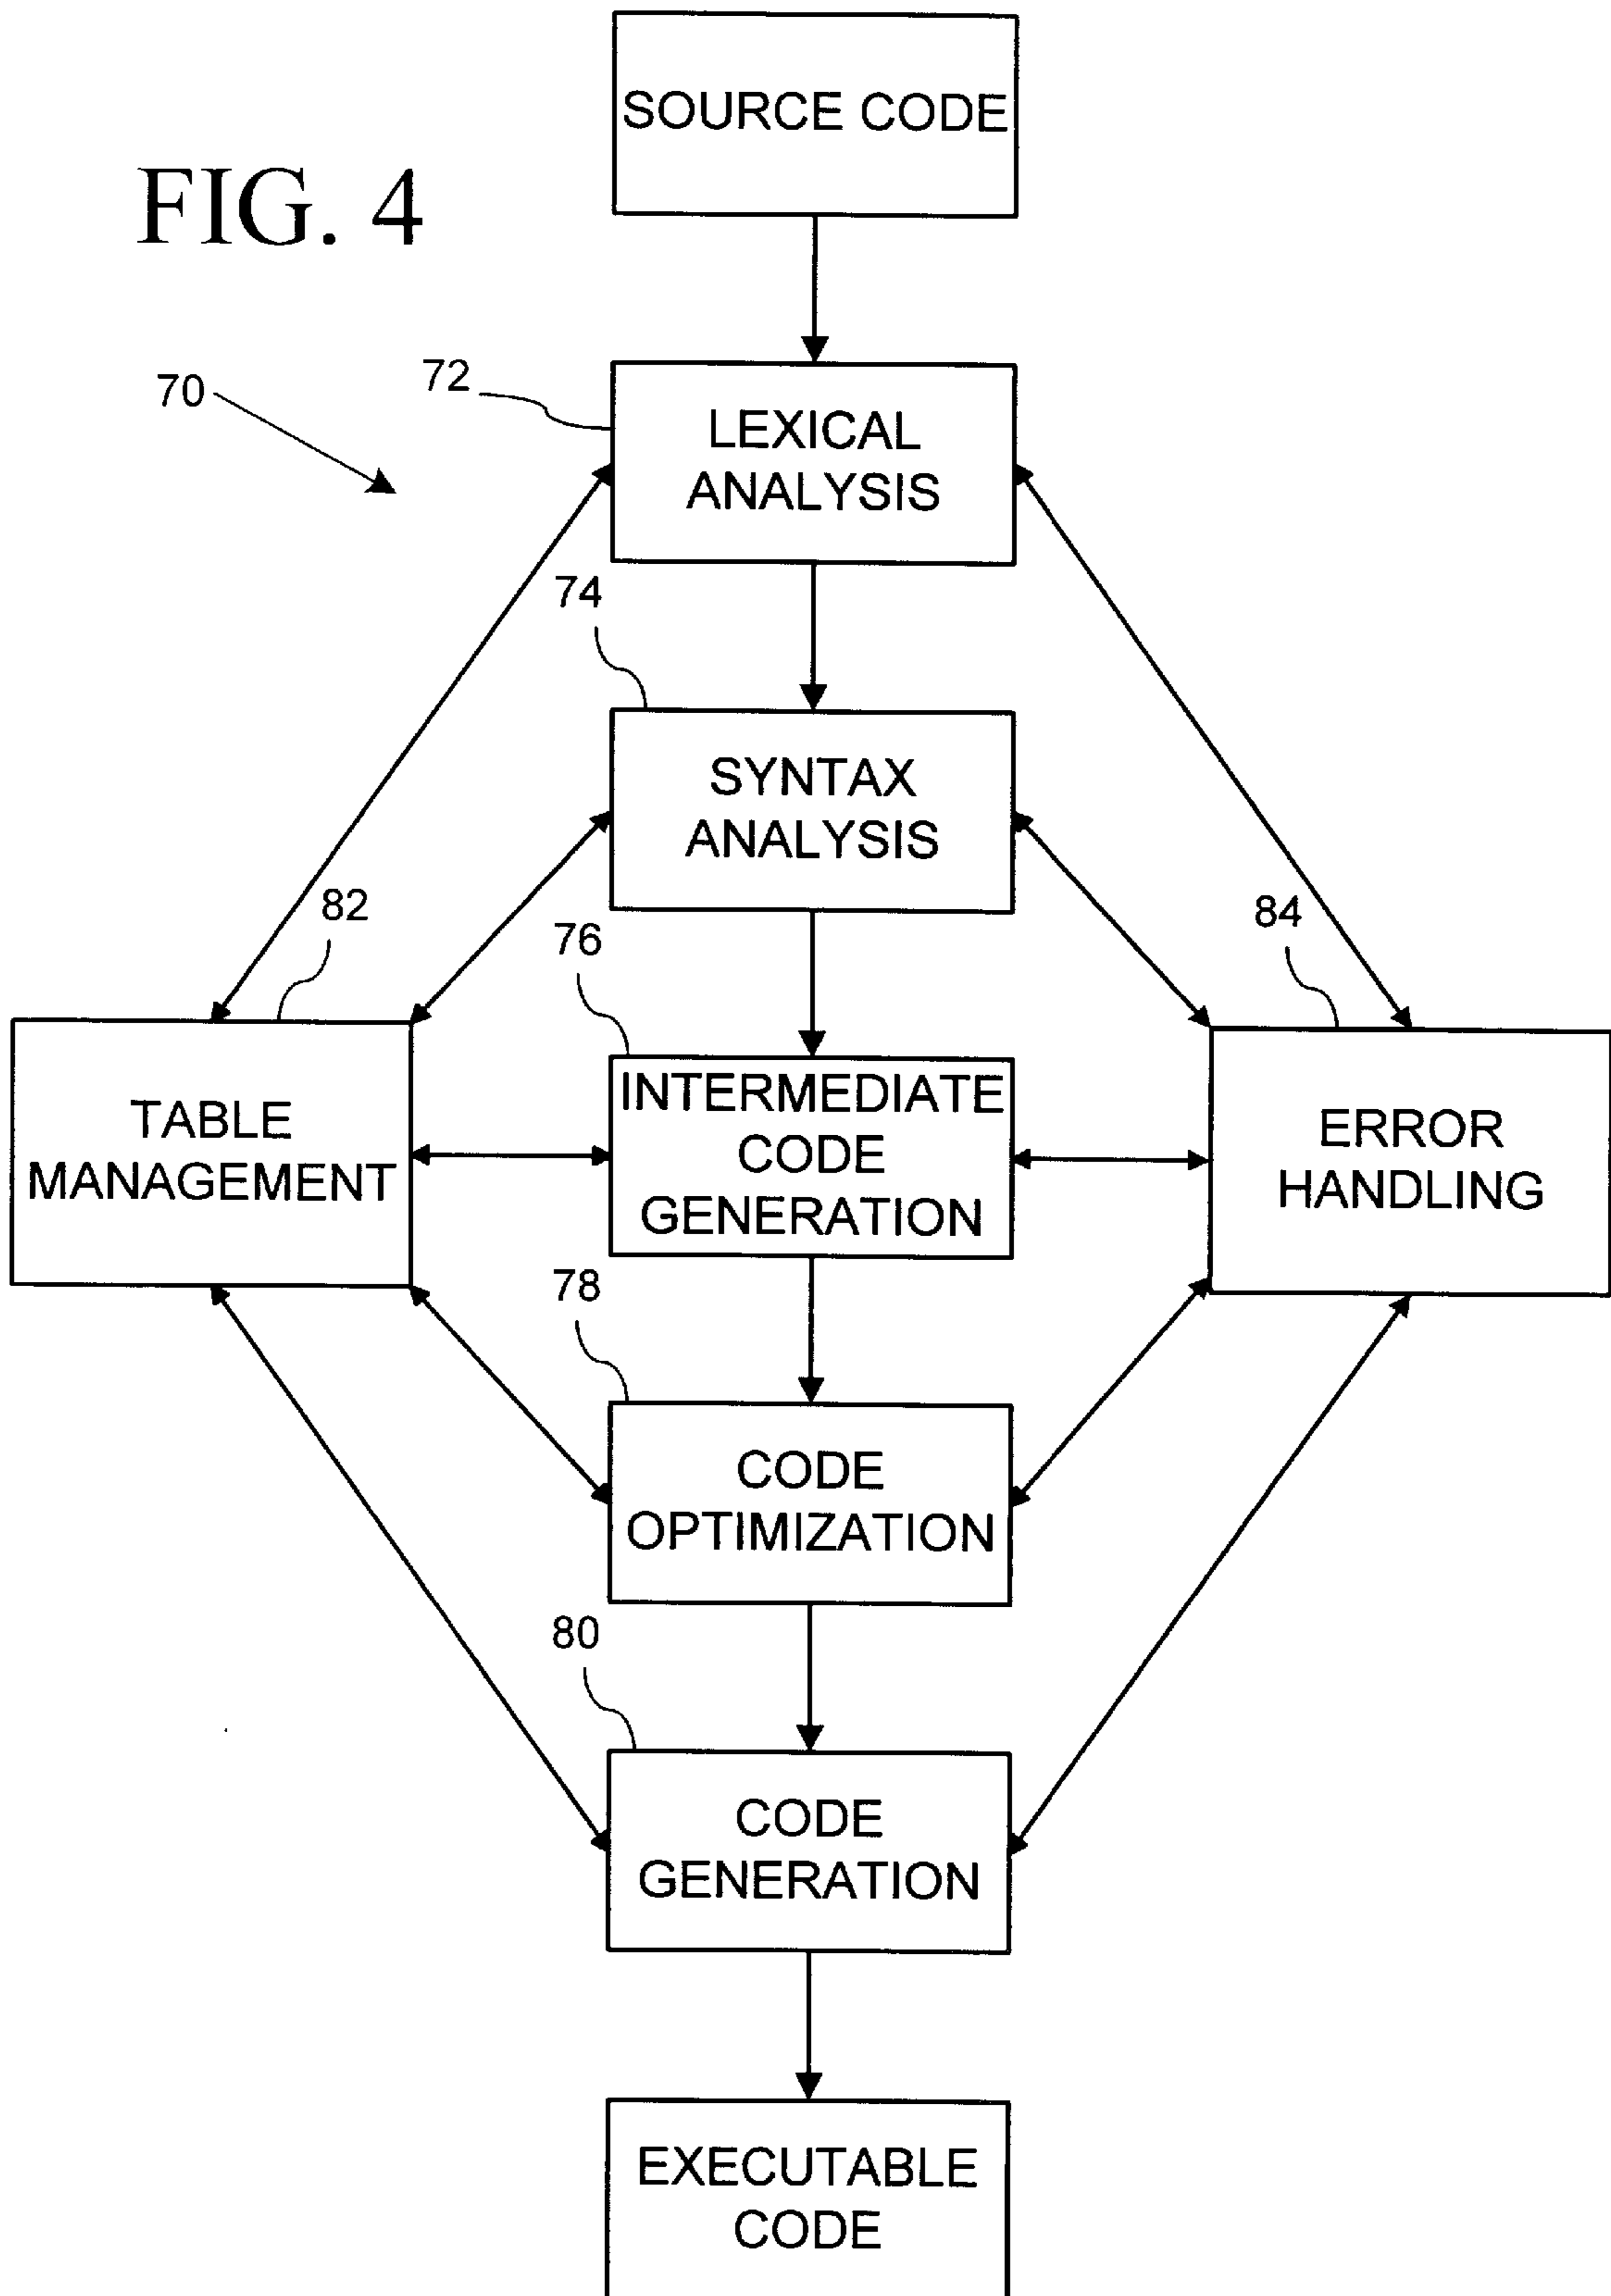 SOURCE CODE
FIG. 4
70
72
LEXICAL
ANALYSIS
74
SYNTAX
ANALYSIS
82
76
84
TABLE
MANAGEMENT
INTERMEDIATE
CODE
GENERATION
ERROR
HANDLING
78
CODE
OPTIMIZATION
80
CODE
GENERATION
EXECUTABLE
CODE